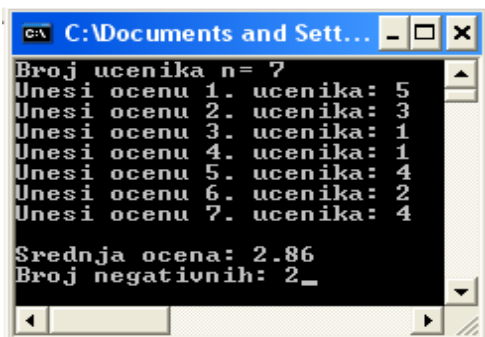 C:\Documents and Sett...
Broj ucenika n= 7
Unesi ocenu 1. ucenika: 5
Unesi ocenu 2. ucenika: 3
Unesi ocenu 3. ucenika: 1
Unesi ocenu 4. ucenika: 1
Unesi ocenu 5. ucenika: 4
Unesi ocenu 6. ucenika: 2
Unesi ocenu 7. ucenika: 4
Srednja ocena: 2.86
Broj negativnih: 2_